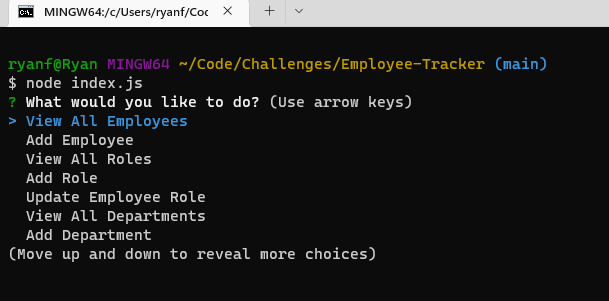 MINGW64:/c/Users/ryanf/Cod
ryanf@Ryan MINGW64 ~/Code/Challenges/Employee-Tracker (main)
$ node index.js
? What would you like to do? (Use arrow keys)
> View All Employees
Add Employee
View All Roles
Add Role
Update Employee Role
View All Departments
Add Department
(Move up and down to reveal more choices)